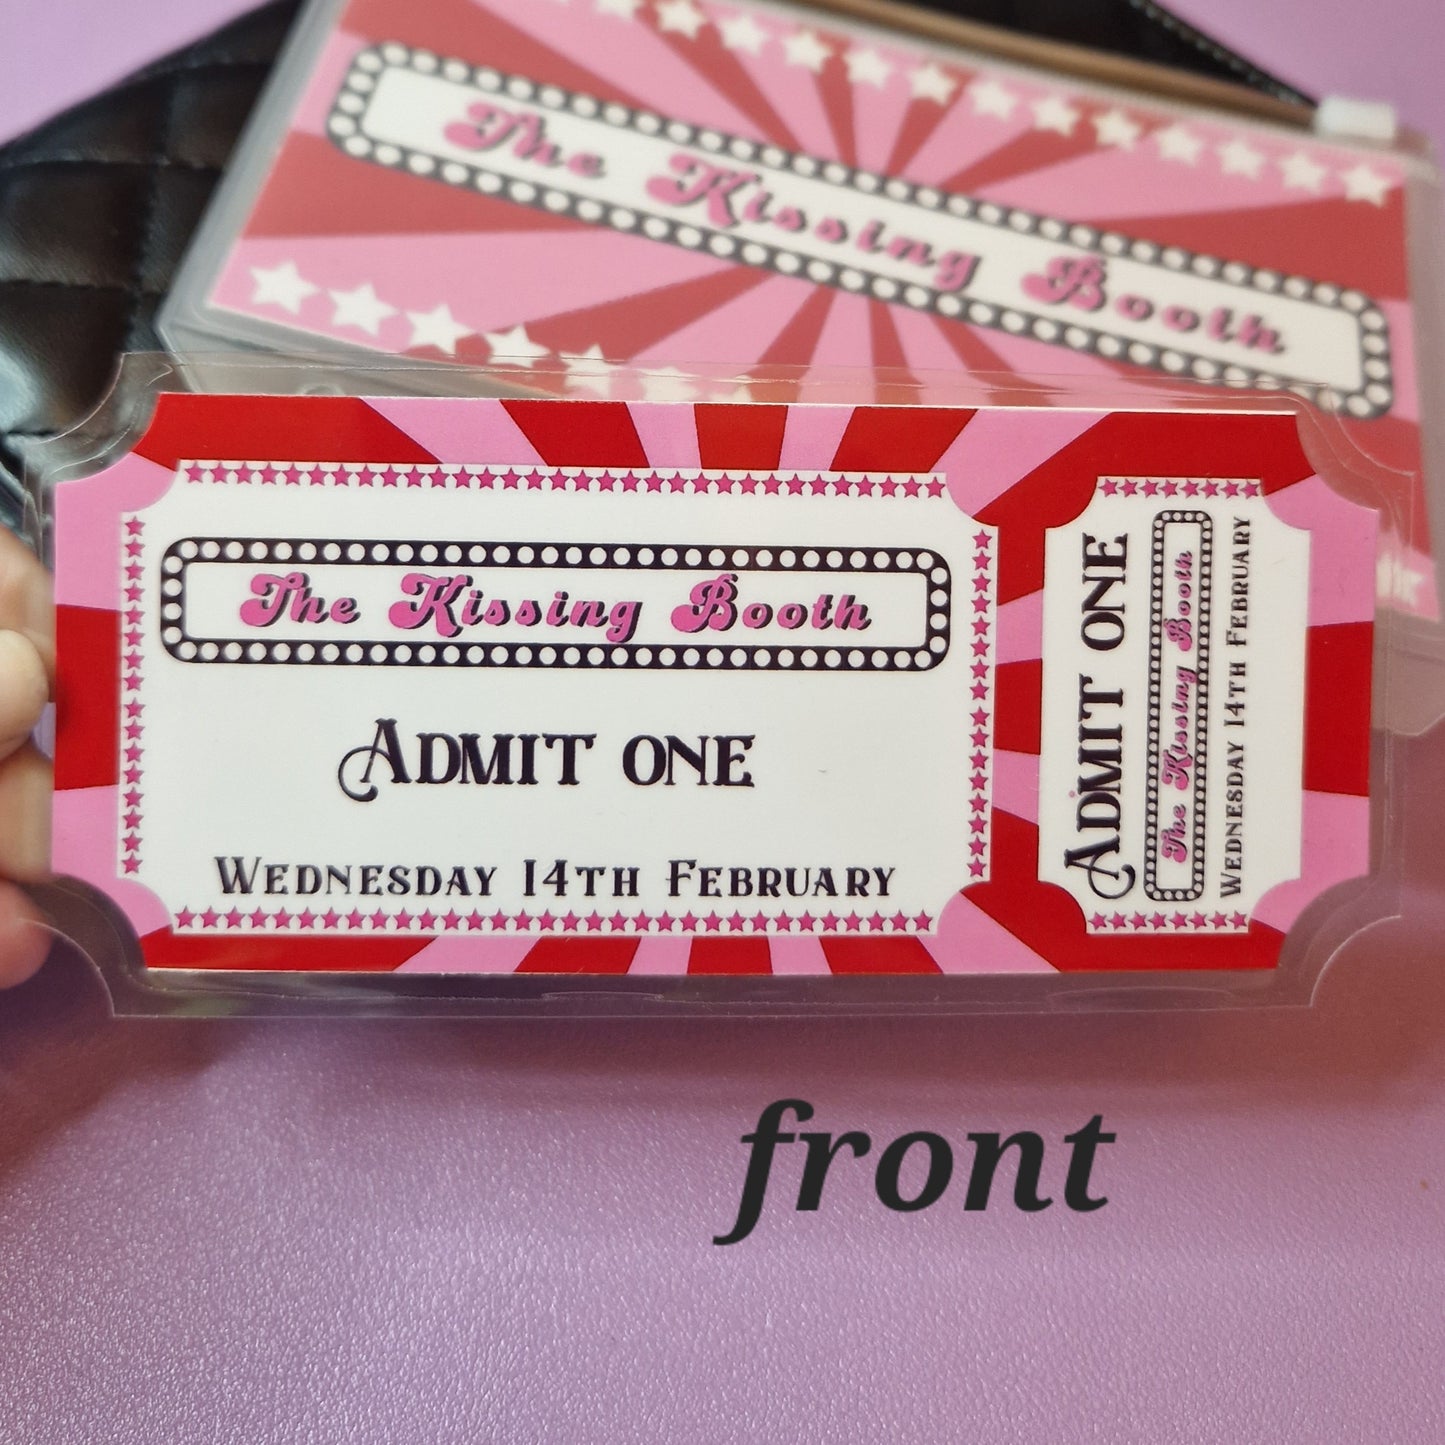 The Kissing Booth
The Kissing Booth
Admit one
Wednesday 14th February
Admit one
The Kissing Booth
Wednesday 14th February
front